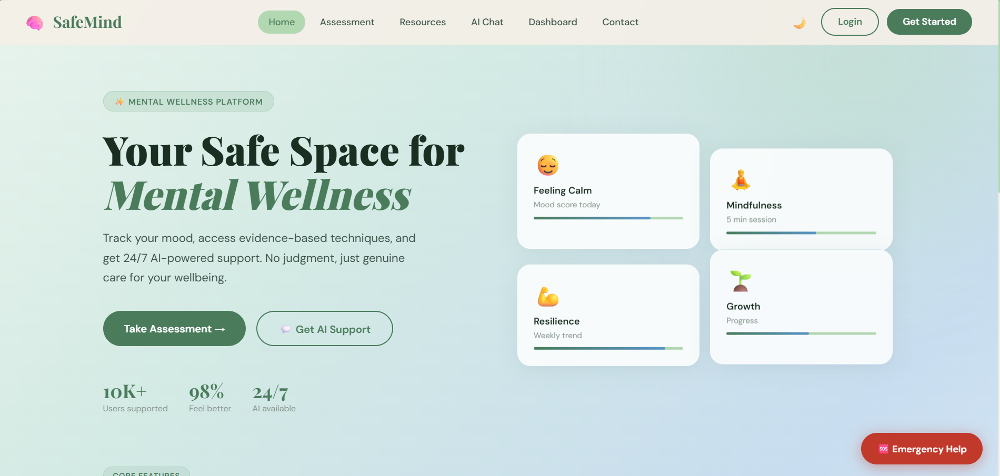 SafeMind
Home
Assessment
Resources
AI Chat
Dashboard
Contact
Login
Get Started
✨ MENTAL WELLNESS PLATFORM
Your Safe Space for
Mental Wellness
Track your mood, access evidence-based techniques, and
get 24/7 AI-powered support. No judgment, just genuine
care for your wellbeing.
Take Assessment →
💬 Get AI Support
10K+
Users supported
98%
Feel better
24/7
AI available
Feeling Calm
Mood score today
Mindfulness
5 min session
Resilience
Weekly trend
Growth
Progress
🆘 Emergency Help
CORE FEATURES